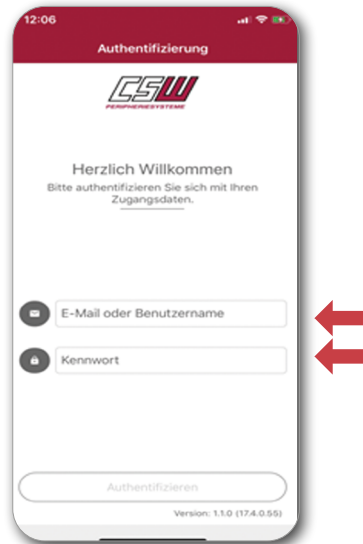 12:06
Authentifizierung
CSW
PERIPHERIESYSTEME
Herzlich Willkommen
Bitte authentifizieren Sie sich mit Ihren
Zugangsdaten.
E-Mail oder Benutzername
Kennwort
Authentifizieren
Version: 1.1.0 (17.4.0.55)